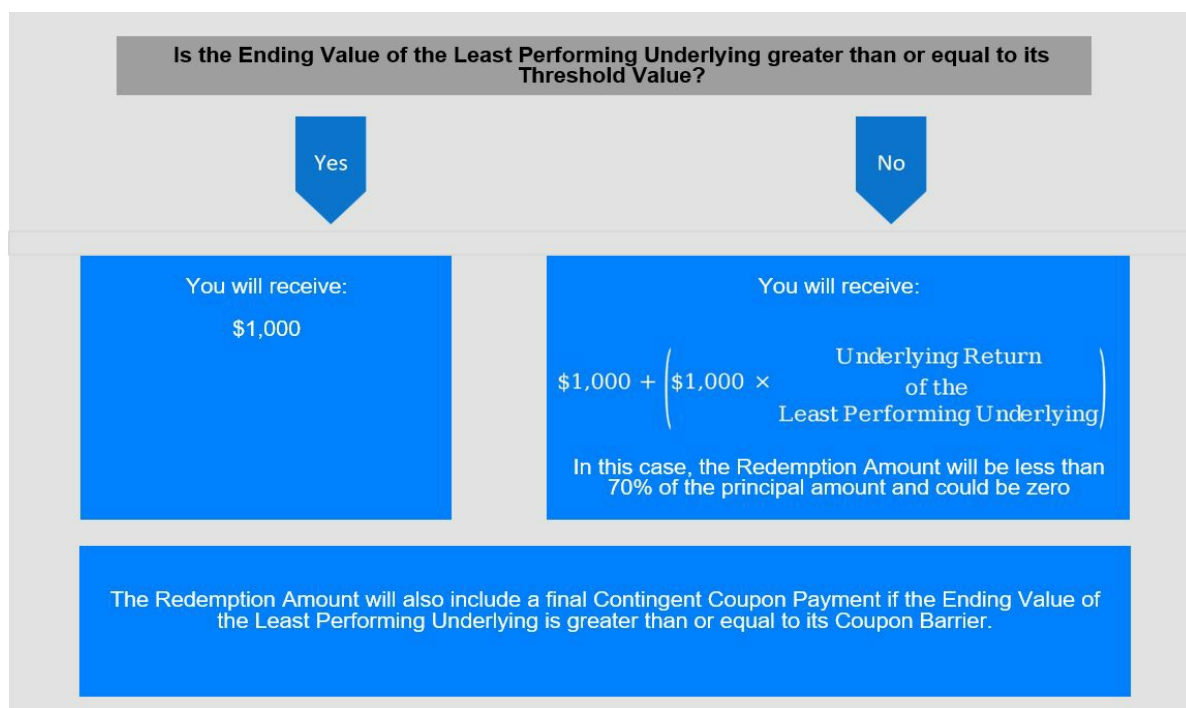 Is the Ending Value of the Least Performing Underlying greater than or equal to its
Threshold Value?
Yes
No
You will receive:
$1,000
You will receive:
$1,000 + ($1,000 × Underlying Return
of the
Least Performing Underlying)
In this case, the Redemption Amount will be less than
70% of the principal amount and could be zero
The Redemption Amount will also include a final Contingent Coupon Payment if the Ending Value of
the Least Performing Underlying is greater than or equal to its Coupon Barrier.